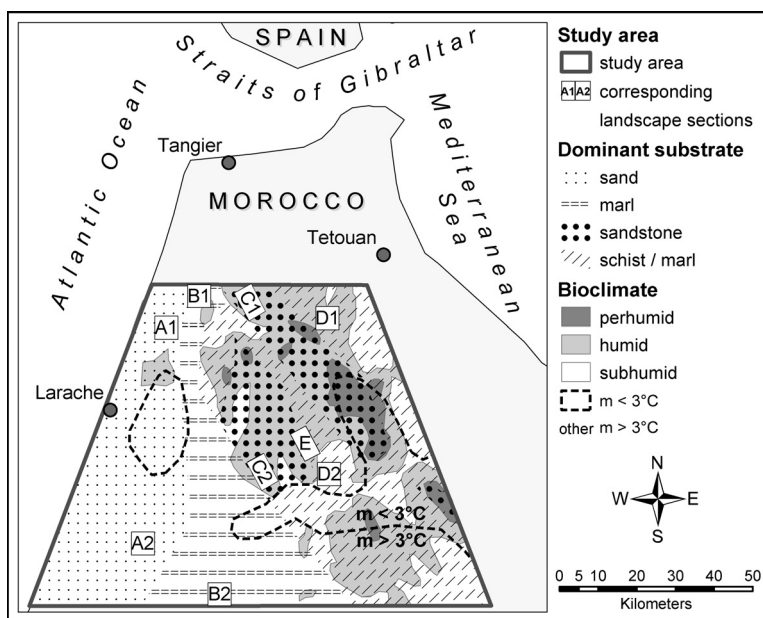 SPAIN
Straits of Gibraltar
Atlantic Ocean
Mediterranean
Sea
Tangier
MOROCCO
Tetouan
B1
C1
D1
A1
Larache
E
C2
D2
m < 3°C
m > 3°C
A2
B2
Study area
study area
A1 A2 corresponding
landscape sections
Dominant substrate
sand
marl
sandstone
schist / marl
Bioclimate
perhumid
humid
subhumid
m < 3°C
other m > 3°C
N
W E
S
0 5 10 20 30 40 50
Kilometers